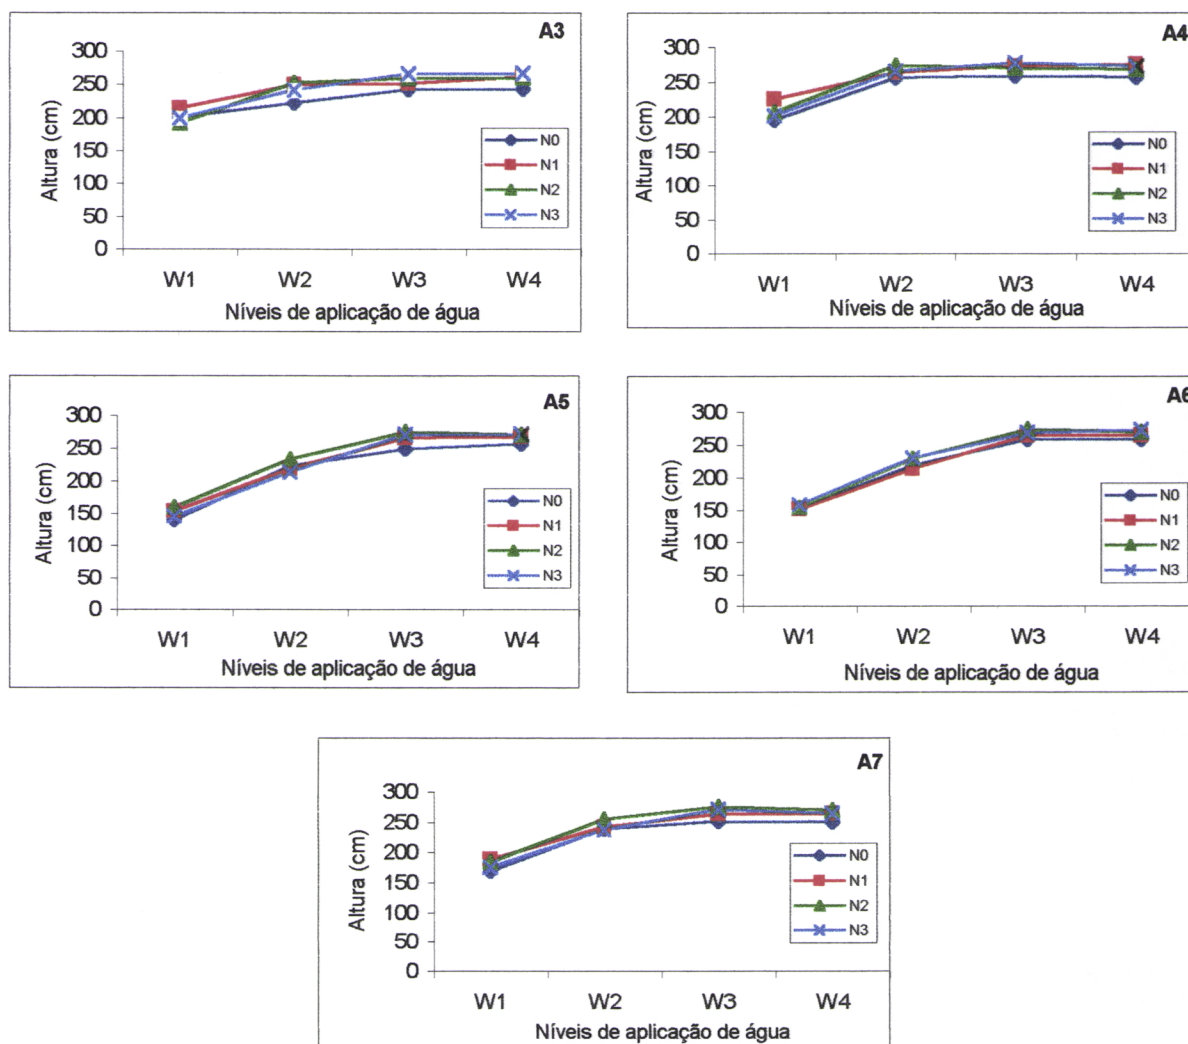 A3
300
250
200
150
100
50
0
Altura (cm)
W1 W2 W3 W4
Níveis de aplicação de água
N0
N1
N2
N3
A4
300
250
200
150
100
50
0
Altura (cm)
W1 W2 W3 W4
Níveis de aplicação de água
N0
N1
N2
N3
A5
300
250
200
150
100
50
0
Altura (cm)
W1 W2 W3 W4
Níveis de aplicação de água
N0
N1
N2
N3
A6
300
250
200
150
100
50
0
Altura (cm)
W1 W2 W3 W4
Níveis de aplicação de água
N0
N1
N2
N3
A7
300
250
200
150
100
50
0
Altura (cm)
W1 W2 W3 W4
Níveis de aplicação de água
N0
N1
N2
N3